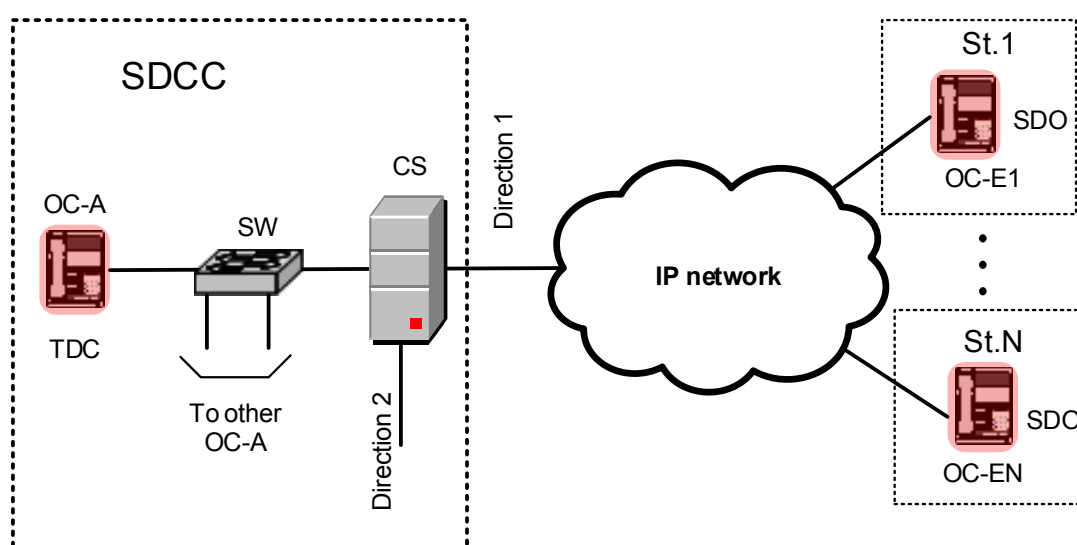 SDCC
OC-A
TDC
SW
To other
OC-A
CS
Direction 1
Direction 2
IP network
St.1
SDO
OC-E1
St.N
SDO
OC-EN